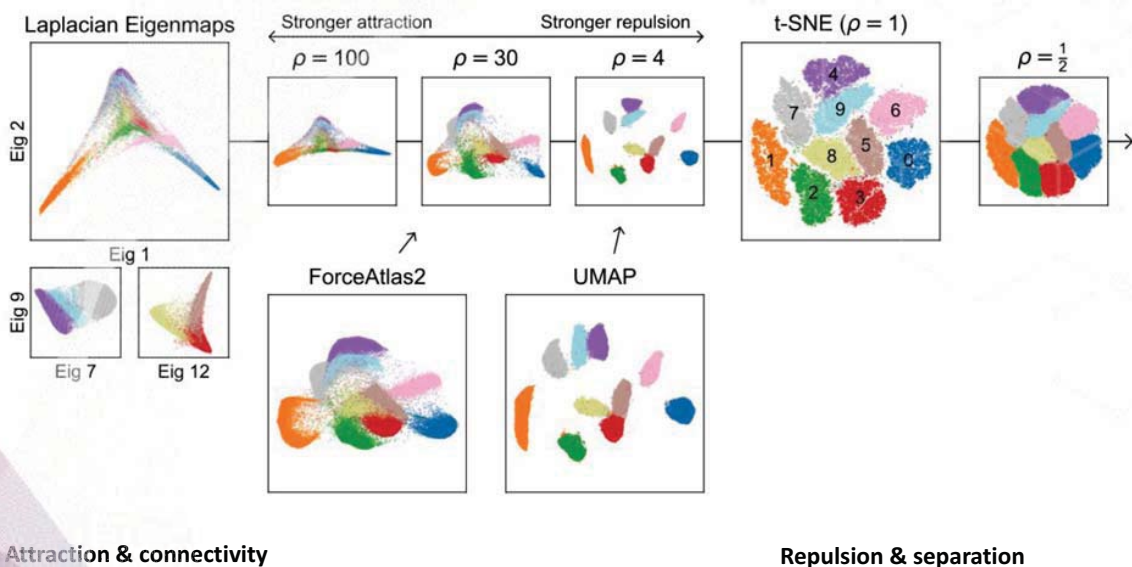 Laplacian Eigenmaps
Stronger attraction
Stronger repulsion
ρ = 100
ρ = 30
ρ = 4
t-SNE (ρ = 1)
ρ = 1/2
Eig 2
Eig 1
4
7
9
6
1
5
0
8
2
3
ForceAtlas2
UMAP
Eig 9
Eig 7
Eig 12
Attraction & connectivity
Repulsion & separation